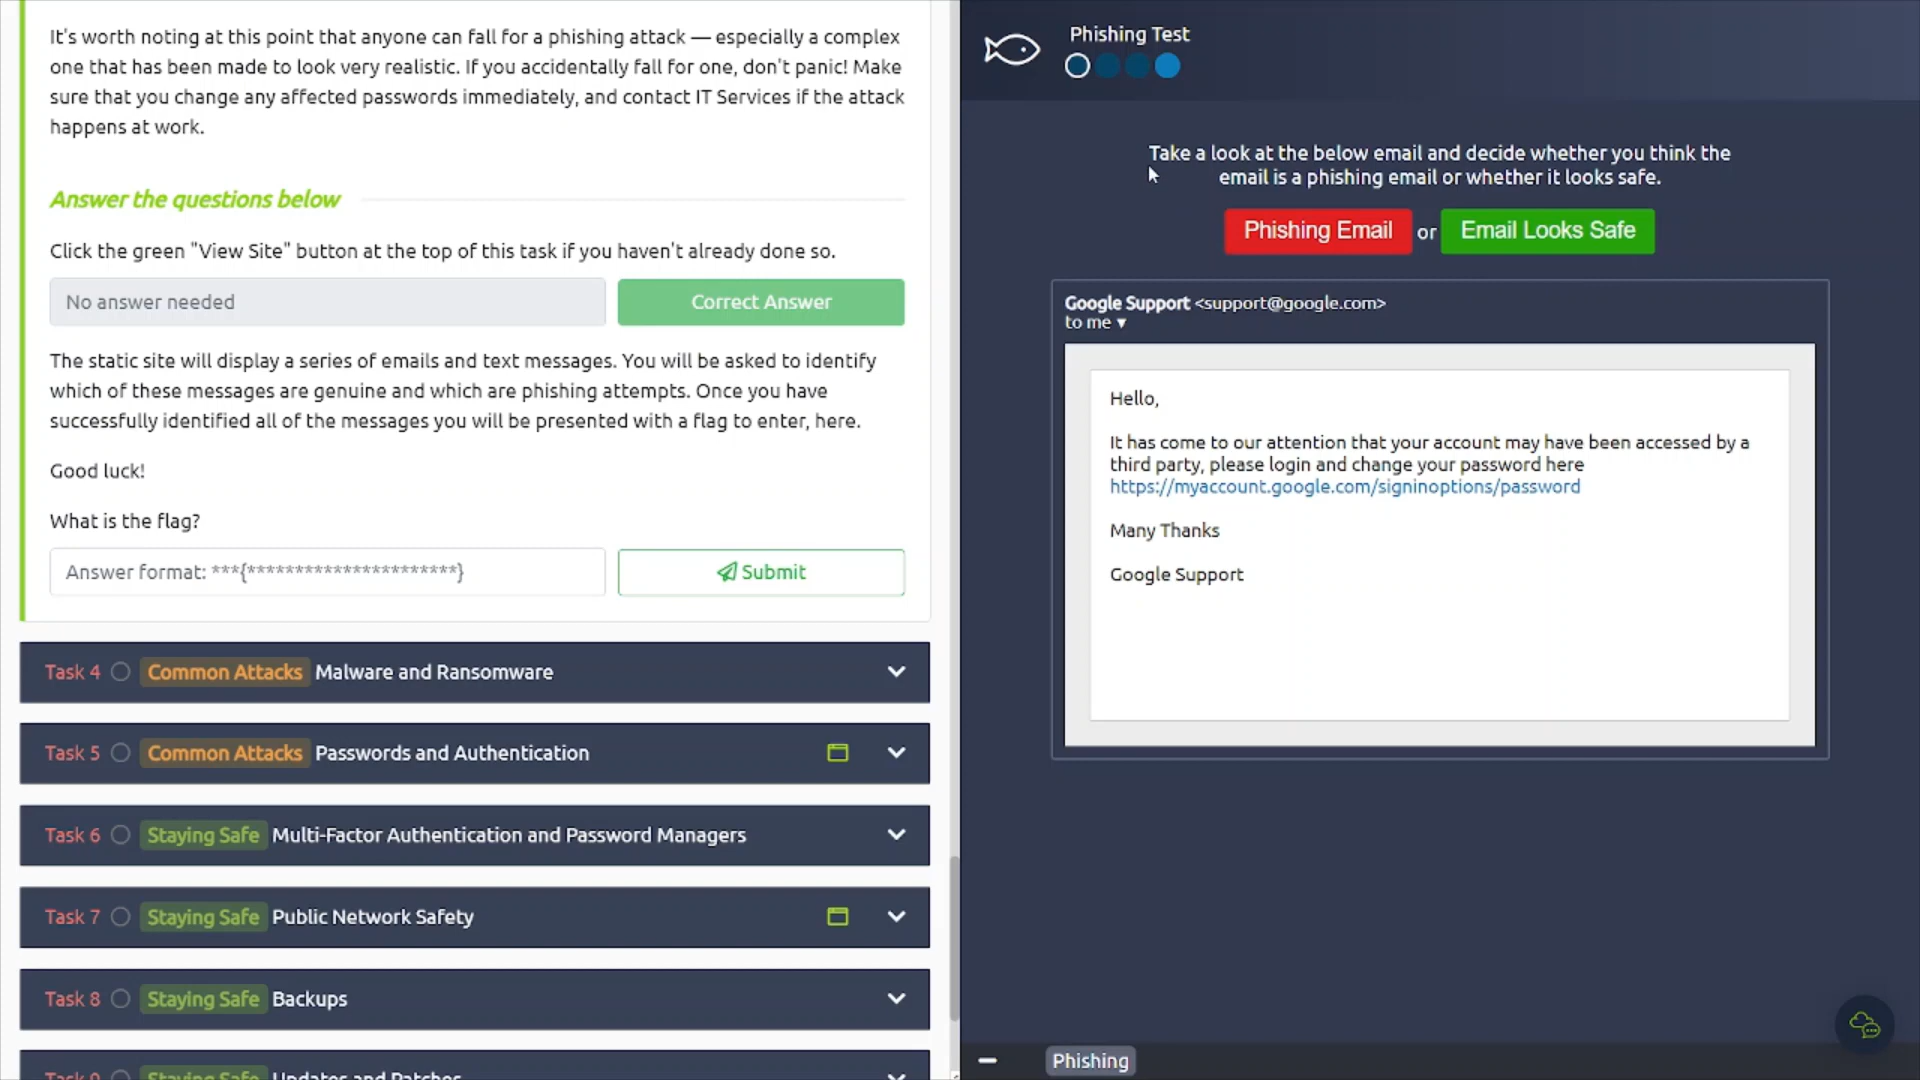 It's worth noting at this point that anyone can fall for a phishing attack — especially a complex
one that has been made to look very realistic. If you accidentally fall for one, don't panic! Make
sure that you change any affected passwords immediately, and contact IT Services if the attack
happens at work.
Answer the questions below
Click the green "View Site" button at the top of this task if you haven't already done so.
No answer needed
Correct Answer
The static site will display a series of emails and text messages. You will be asked to identify
which of these messages are genuine and which are phishing attempts. Once you have
successfully identified all of the messages you will be presented with a flag to enter, here.
Good luck!
What is the flag?
Answer format: ***{**********************}
Submit
Task 4 Common Attacks Malware and Ransomware
Task 5 Common Attacks Passwords and Authentication
Task 6 Staying Safe Multi-Factor Authentication and Password Managers
Task 7 Staying Safe Public Network Safety
Task 8 Staying Safe Backups
Task 9 Staying Safe Updates and Patches
Phishing Test
Take a look at the below email and decide whether you think the
email is a phishing email or whether it looks safe.
Phishing Email or Email Looks Safe
Google Support <support@google.com>
to me ▾
Hello,
It has come to our attention that your account may have been accessed by a
third party, please login and change your password here
https://myaccount.google.com/signinoptions/password
Many Thanks
Google Support
Phishing